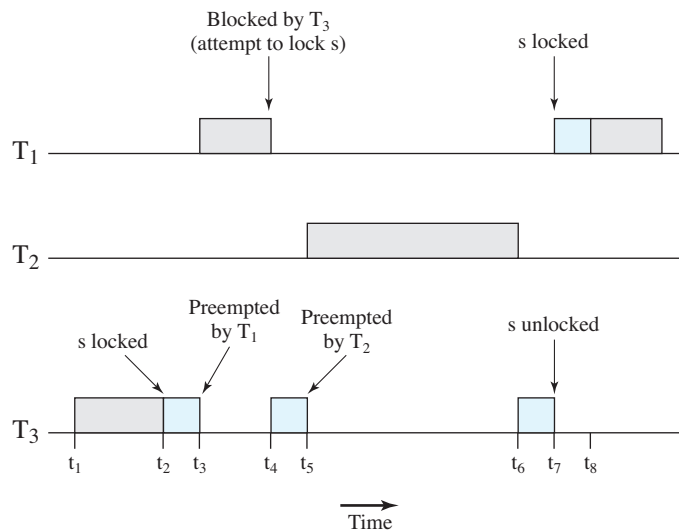 Blocked by T₃
(attempt to lock s)
s locked
T₁
T₂
s locked
Preempted
by T₁
Preempted
by T₂
s unlocked
T₃
t₁ t₂ t₃ t₄ t₅ t₆ t₇ t₈
Time